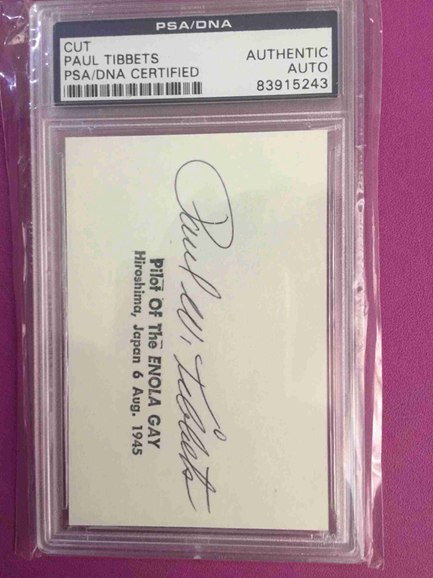 PSA/DNA
CUT
PAUL TIBBETS
PSA/DNA CERTIFIED
AUTHENTIC
AUTO
83915243
Paul W. Tibbets
Pilot Of The ENOLA GAY
Hiroshima, Japan 6 Aug. 1945